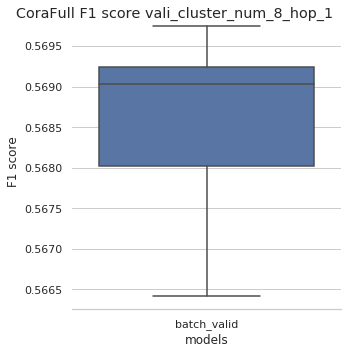 CoraFull F1 score vali_cluster_num_8_hop_1
0.5695
0.5690
0.5685
0.5680
0.5675
0.5670
0.5665
F1 score
batch_valid
models